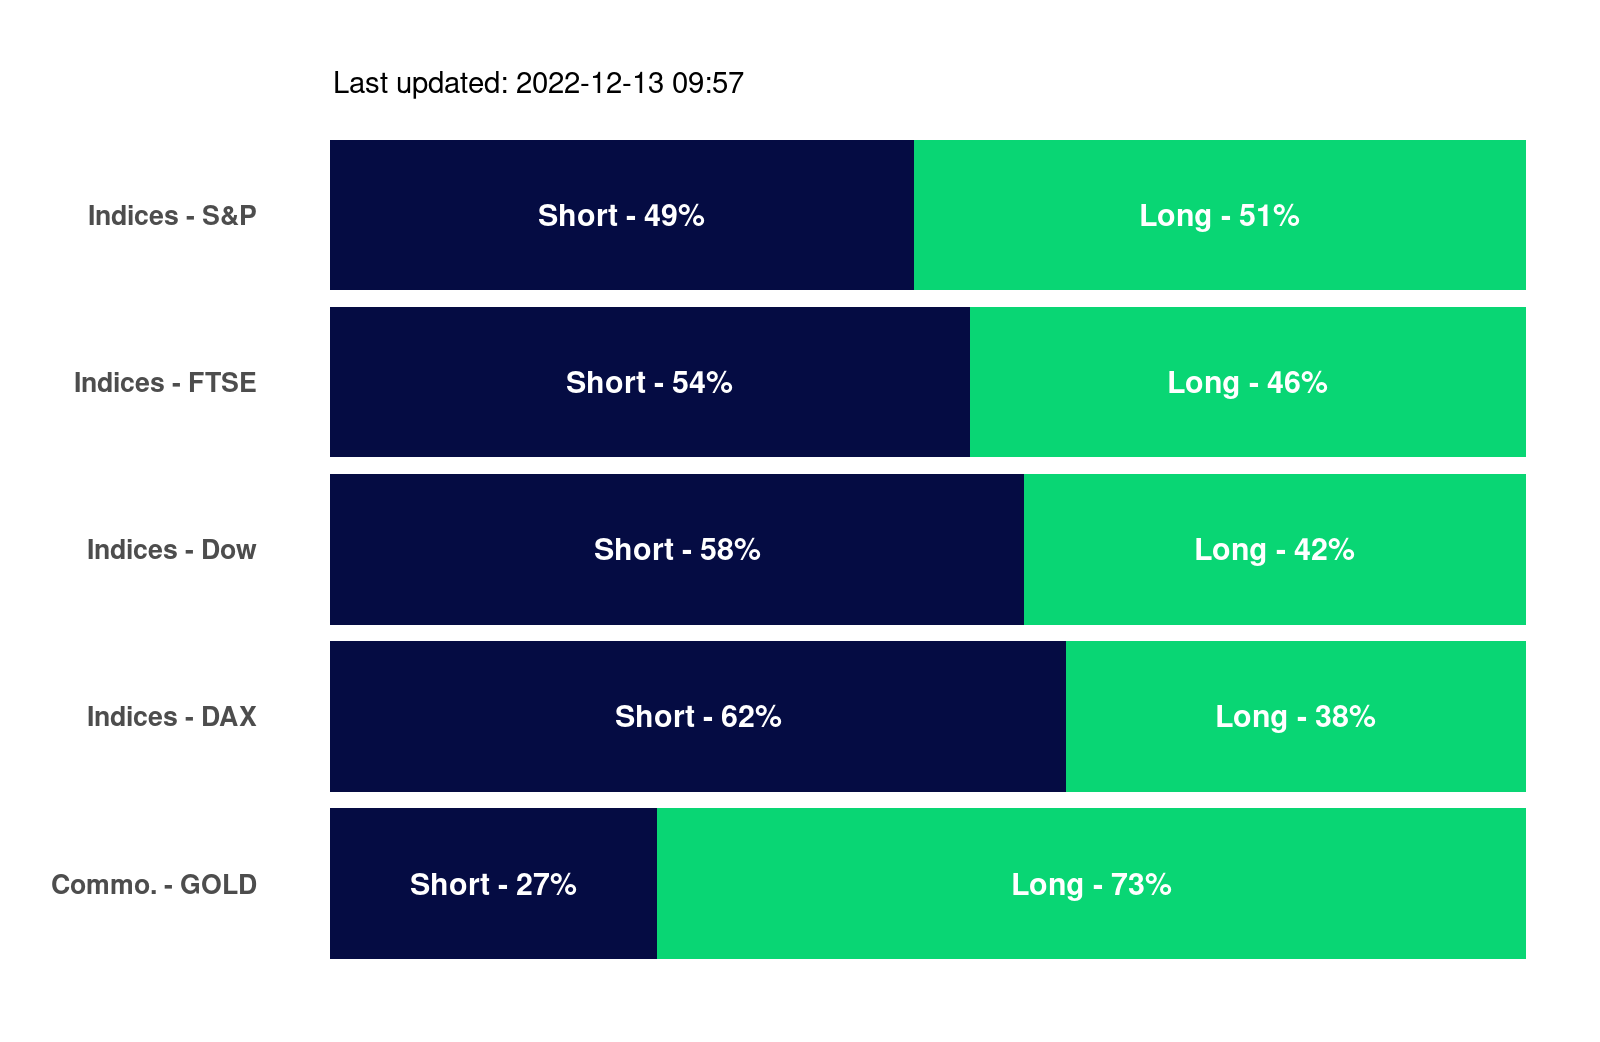 Last updated: 2022-12-13 09:57
Indices - S&P Short - 49% Long - 51%
Indices - FTSE Short - 54% Long - 46%
Indices - Dow Short - 58% Long - 42%
Indices - DAX Short - 62% Long - 38%
Commo. - GOLD Short - 27% Long - 73%